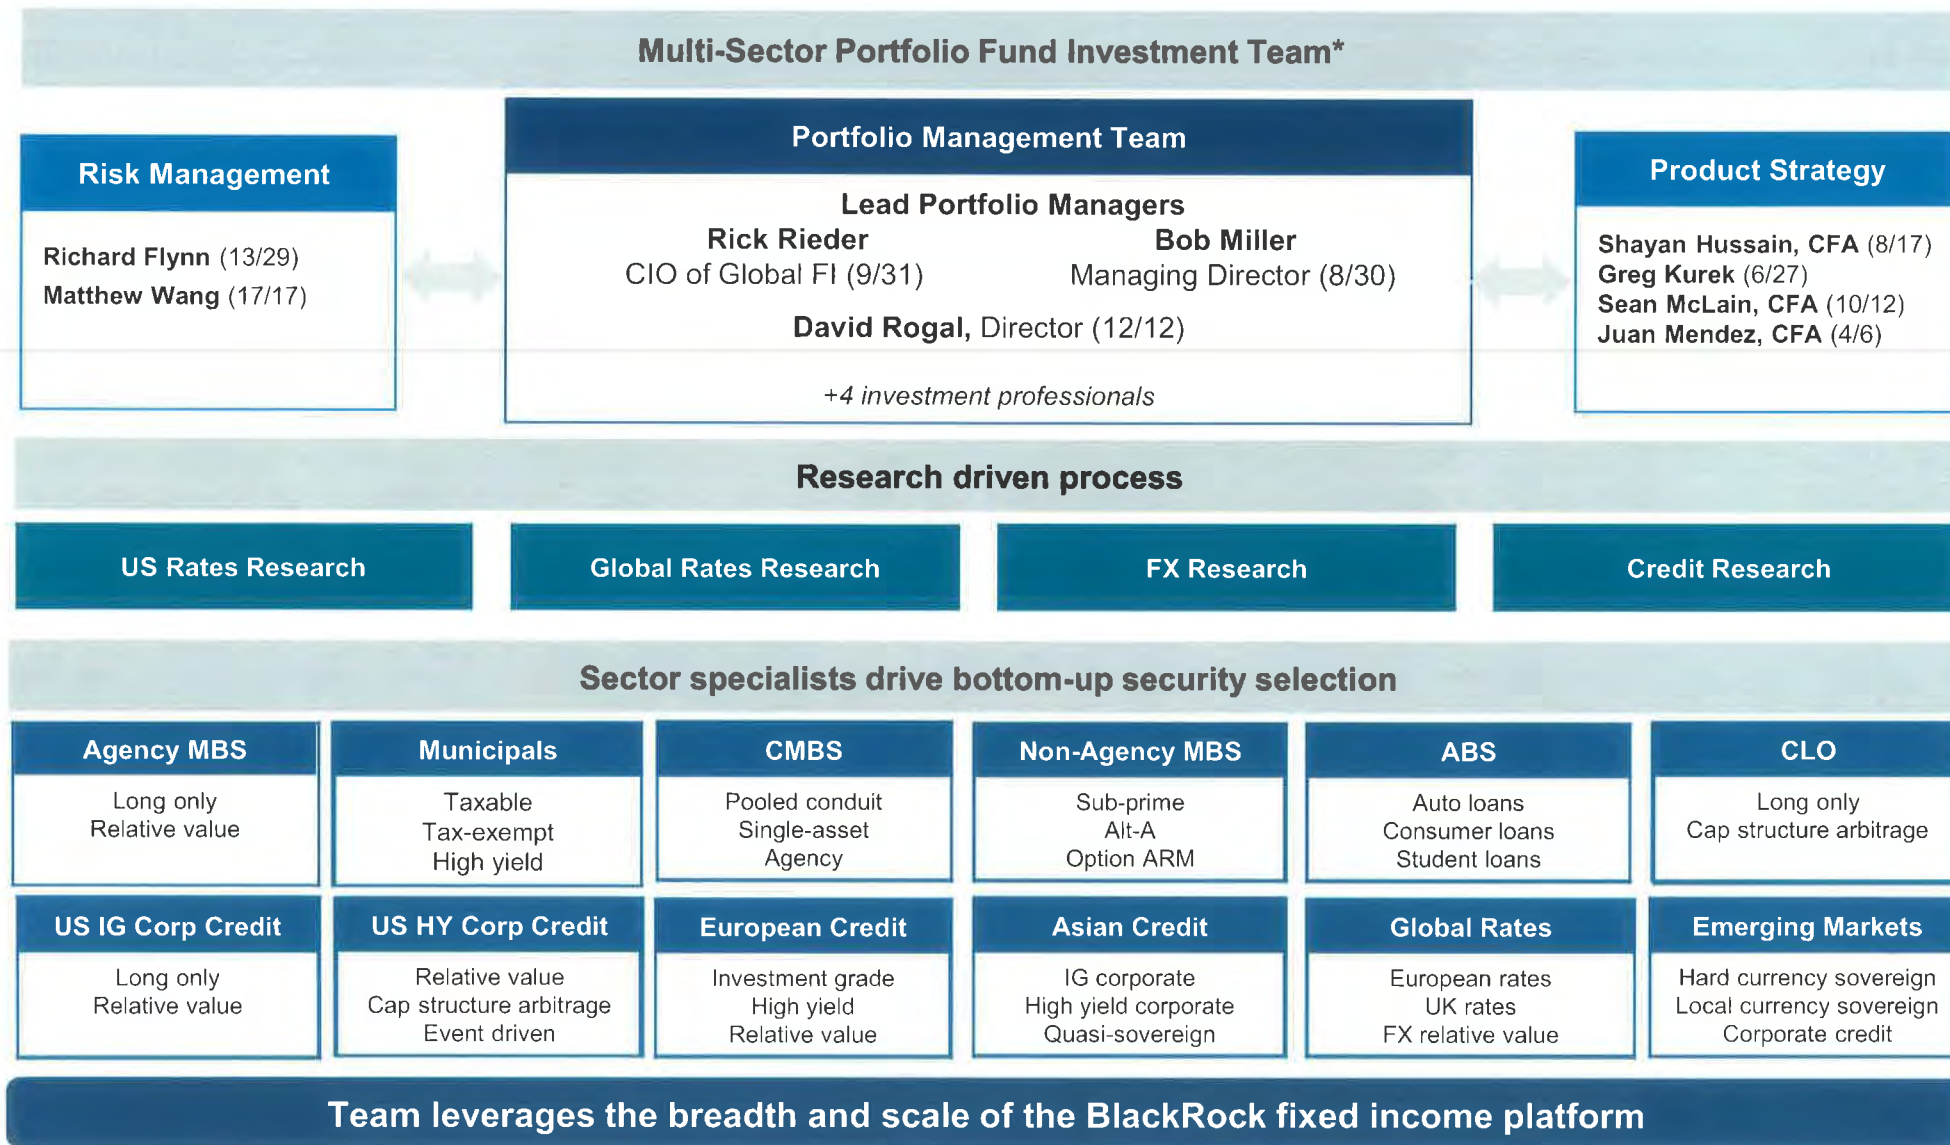 Multi-Sector Portfolio Fund Investment Team*
Risk Management
Richard Flynn (13/29)
Matthew Wang (17/17)
Portfolio Management Team
Lead Portfolio Managers
Rick Rieder
CIO of Global FI (9/31)
Bob Miller
Managing Director (8/30)
David Rogal, Director (12/12)
+4 investment professionals
Product Strategy
Shayan Hussain, CFA (8/17)
Greg Kurek (6/27)
Sean McLain, CFA (10/12)
Juan Mendez, CFA (4/6)
Research driven process
US Rates Research
Global Rates Research
FX Research
Credit Research
Sector specialists drive bottom-up security selection
Agency MBS
Long only
Relative value
Municipals
Taxable
Tax-exempt
High yield
CMBS
Pooled conduit
Single-asset
Agency
Non-Agency MBS
Sub-prime
Alt-A
Option ARM
ABS
Auto loans
Consumer loans
Student loans
CLO
Long only
Cap structure arbitrage
US IG Corp Credit
Long only
Relative value
US HY Corp Credit
Relative value
Cap structure arbitrage
Event driven
European Credit
Investment grade
High yield
Relative value
Asian Credit
IG corporate
High yield corporate
Quasi-sovereign
Global Rates
European rates
UK rates
FX relative value
Emerging Markets
Hard currency sovereign
Local currency sovereign
Corporate credit
Team leverages the breadth and scale of the BlackRock fixed income platform